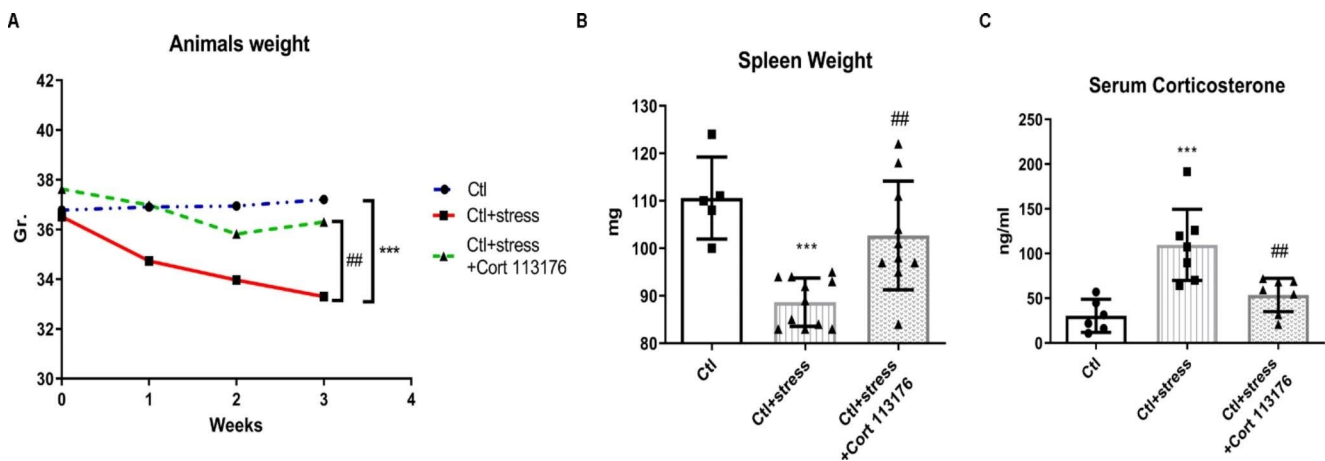 A
Animals weight
Gr.
42
40
38
36
34
32
30
0
1
2
3
4
Weeks
##
***
Ctl
Ctl+stress
Ctl+stress
+Cort 113176
B
Spleen Weight
mg
130
120
110
100
90
80
***
##
Ctl
Ctl+stress
Ctl+stress
+Cort 113176
C
Serum Corticosterone
ng/ml
250
200
150
100
50
0
***
##
Ctl
Ctl+stress
Ctl+stress
+Cort 113176